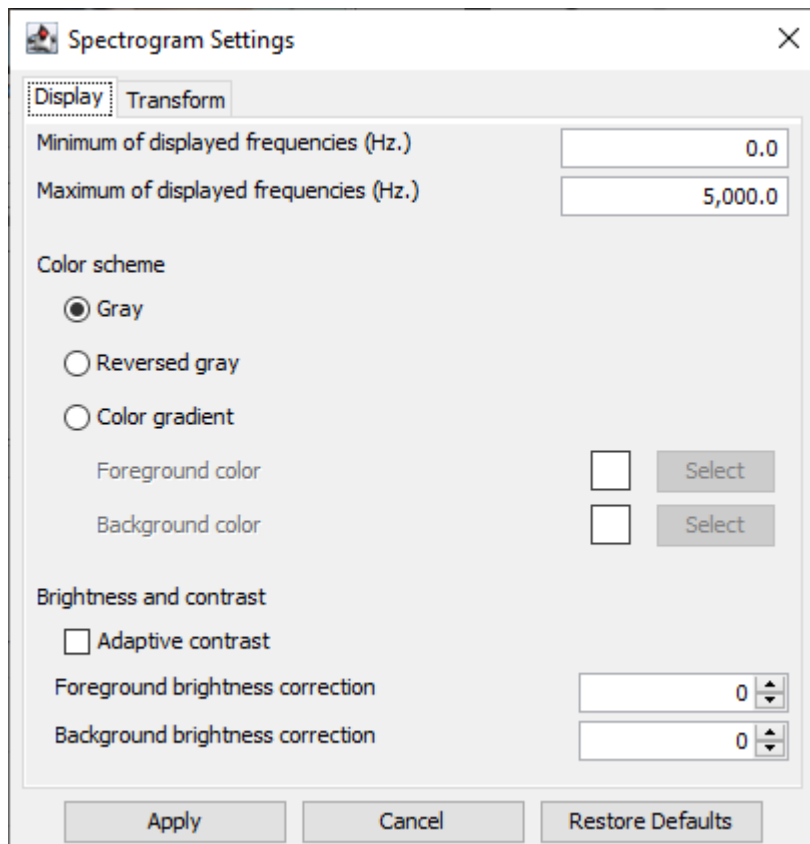 Spectrogram Settings
Display Transform
Minimum of displayed frequencies (Hz.) 0.0
Maximum of displayed frequencies (Hz.) 5,000.0
Color scheme
Gray
Reversed gray
Color gradient
Foreground color Select
Background color Select
Brightness and contrast
Adaptive contrast
Foreground brightness correction 0
Background brightness correction 0
Apply Cancel Restore Defaults